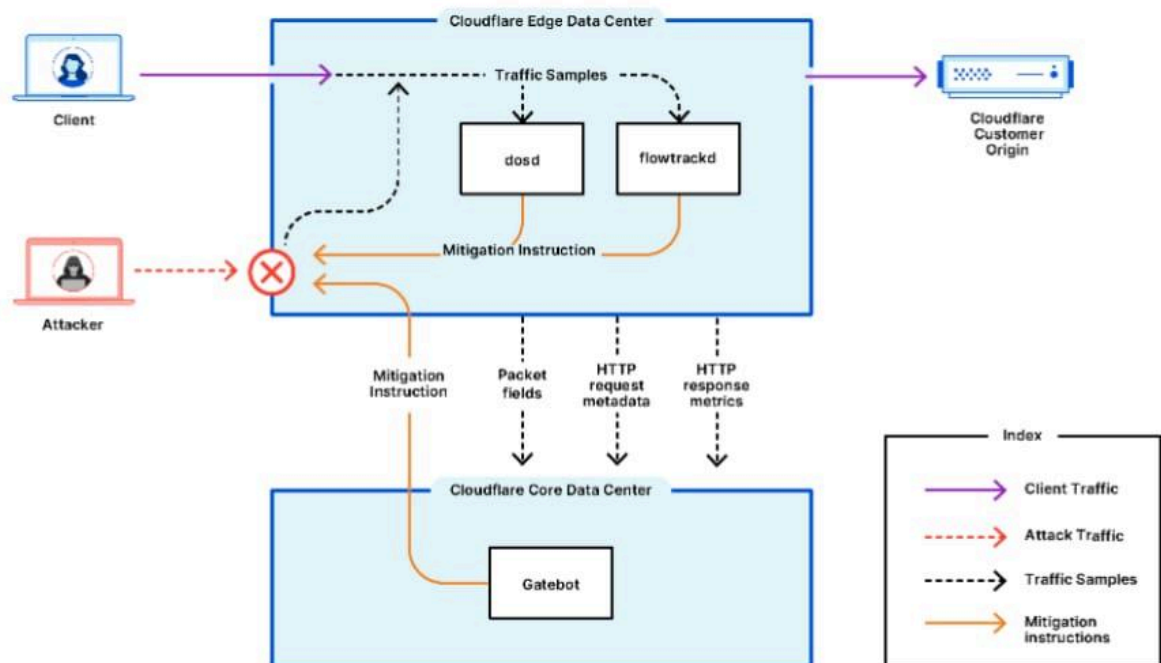 Cloudflare Edge Data Center
Traffic Samples
Client
Cloudflare
Customer
Origin
dosd
flowtrackd
Mitigation Instruction
Attacker
Mitigation
Instruction
Packet
fields
HTTP
request
metadata
HTTP
response
metrics
Cloudflare Core Data Center
Gatebot
Index
Client Traffic
Attack Traffic
Traffic Samples
Mitigation
instructions